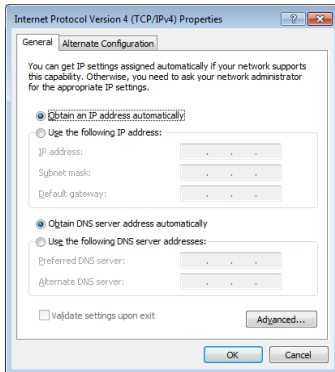 Internet Protocol Version 4 (TCP/IPv4) Properties
General
Alternate Configuration
You can get IP settings assigned automatically if your network supports
this capability. Otherwise, you need to ask your network administrator
for the appropriate IP settings.
Obtain an IP address automatically
Use the following IP address:
IP address:
Subnet mask:
Default gateway:
Obtain DNS server address automatically
Use the following DNS server addresses:
Preferred DNS server:
Alternate DNS server:
Validate settings upon exit
Advanced...
OK
Cancel